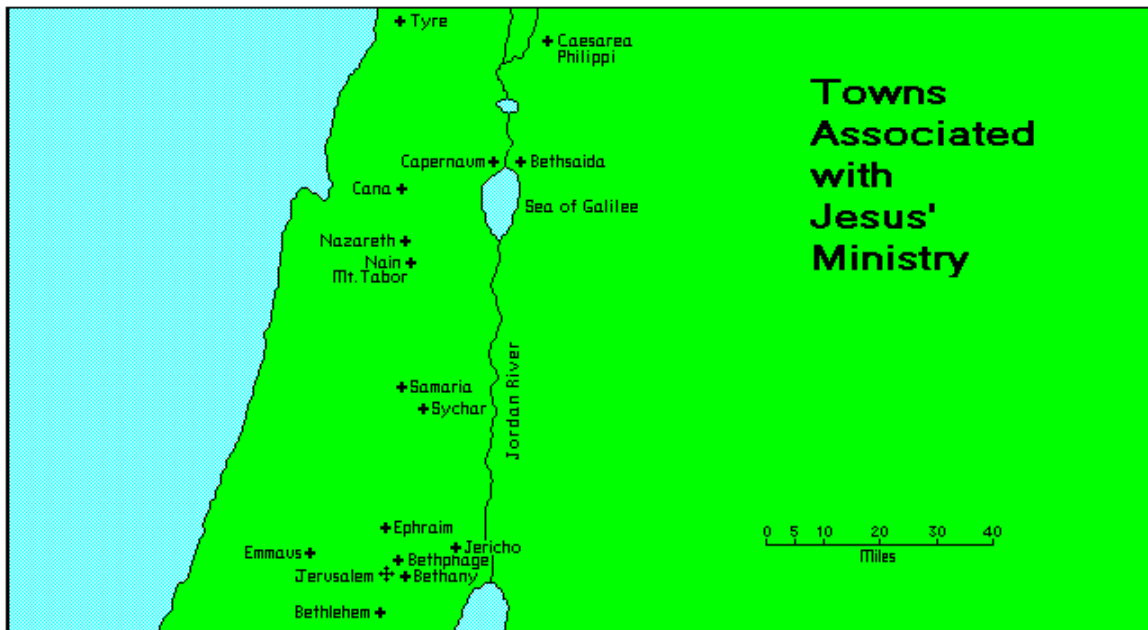 Tyre
Caesarea
Philippi
Towns
Associated
with
Jesus'
Ministry
Capernaum
Bethsaida
Cana
Sea of Galilee
Nazareth
Nain
Mt. Tabor
Jordan River
Samaria
Sychar
Ephraim
Jericho
Emmaus
Bethphage
Jerusalem
Bethany
Bethlehem
0 5 10 20 30 40
Miles